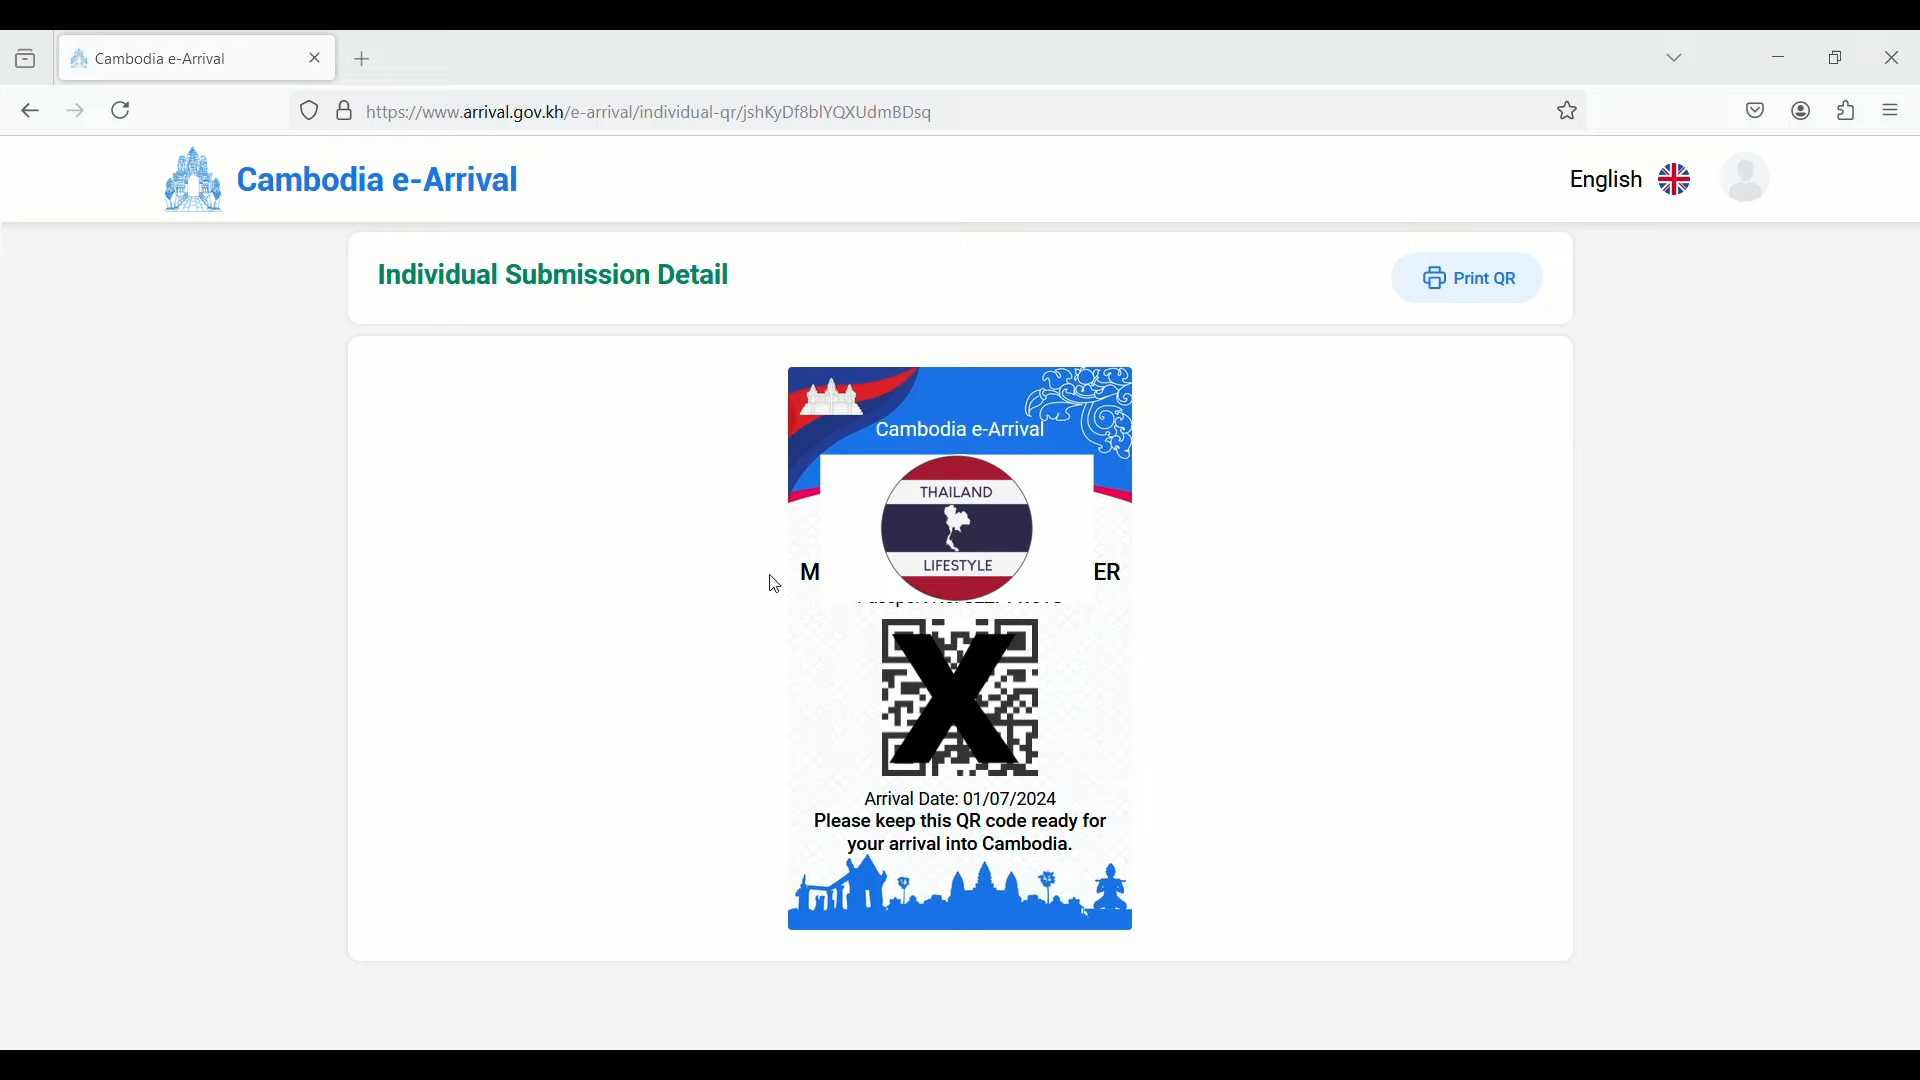 Cambodia e-Arrival
https://www.arrival.gov.kh/e-arrival/individual-qr/jshKyDf8blYQXUdmBDsq
Cambodia e-Arrival
English
Individual Submission Detail
Print QR
Cambodia e-Arrival
THAILAND
LIFESTYLE
M ER
X
Arrival Date: 01/07/2024
Please keep this QR code ready for
your arrival into Cambodia.